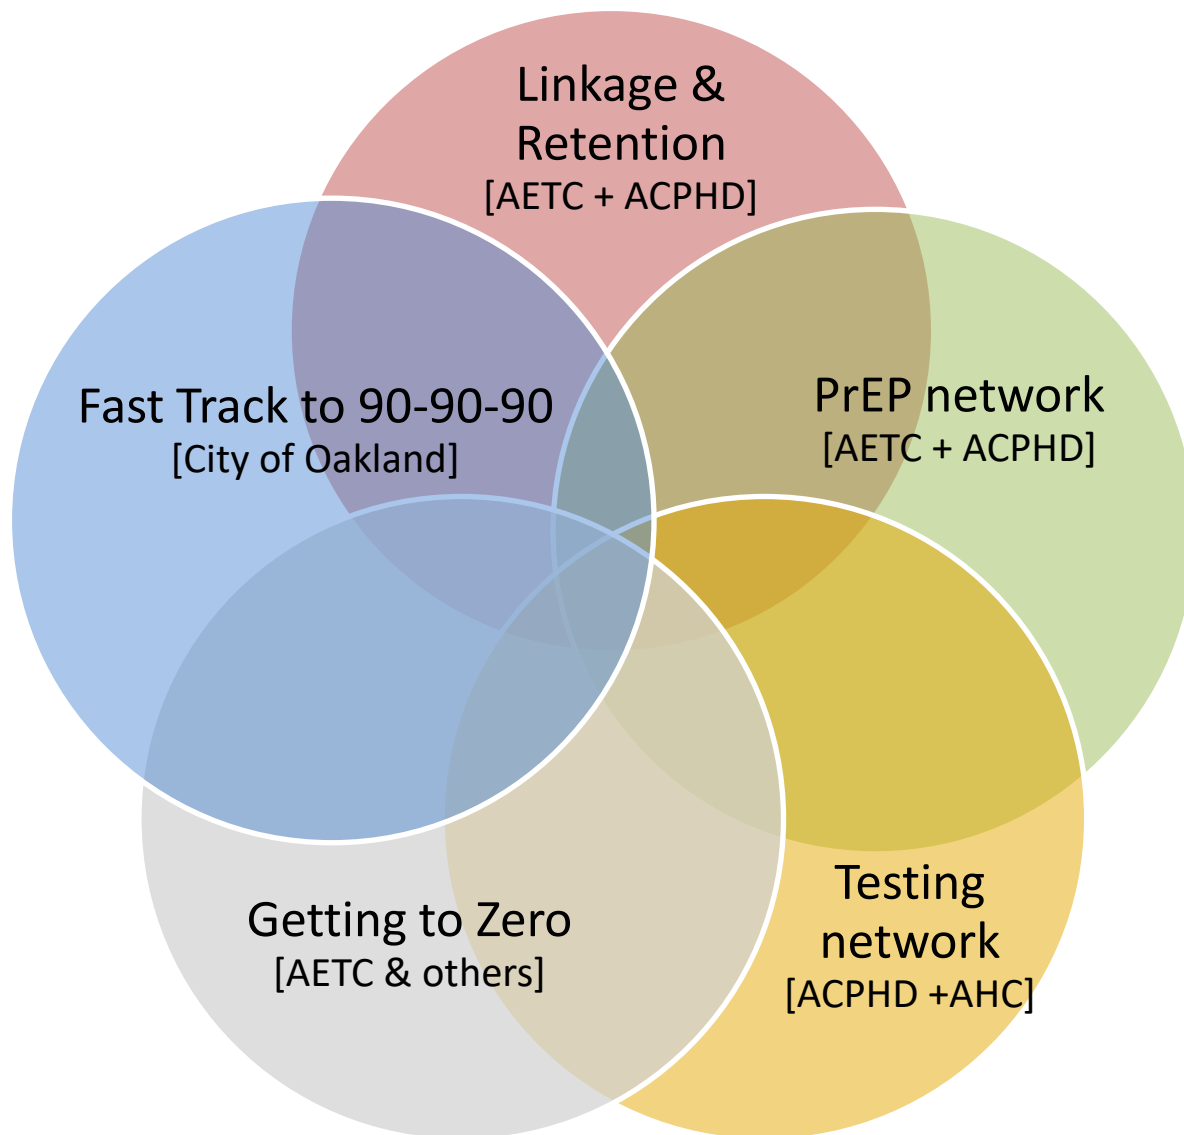 Linkage &
Retention
[AETC + ACPHD]
Fast Track to 90-90-90
[City of Oakland]
PrEP network
[AETC + ACPHD]
Getting to Zero
[AETC & others]
Testing
network
[ACPHD +AHC]